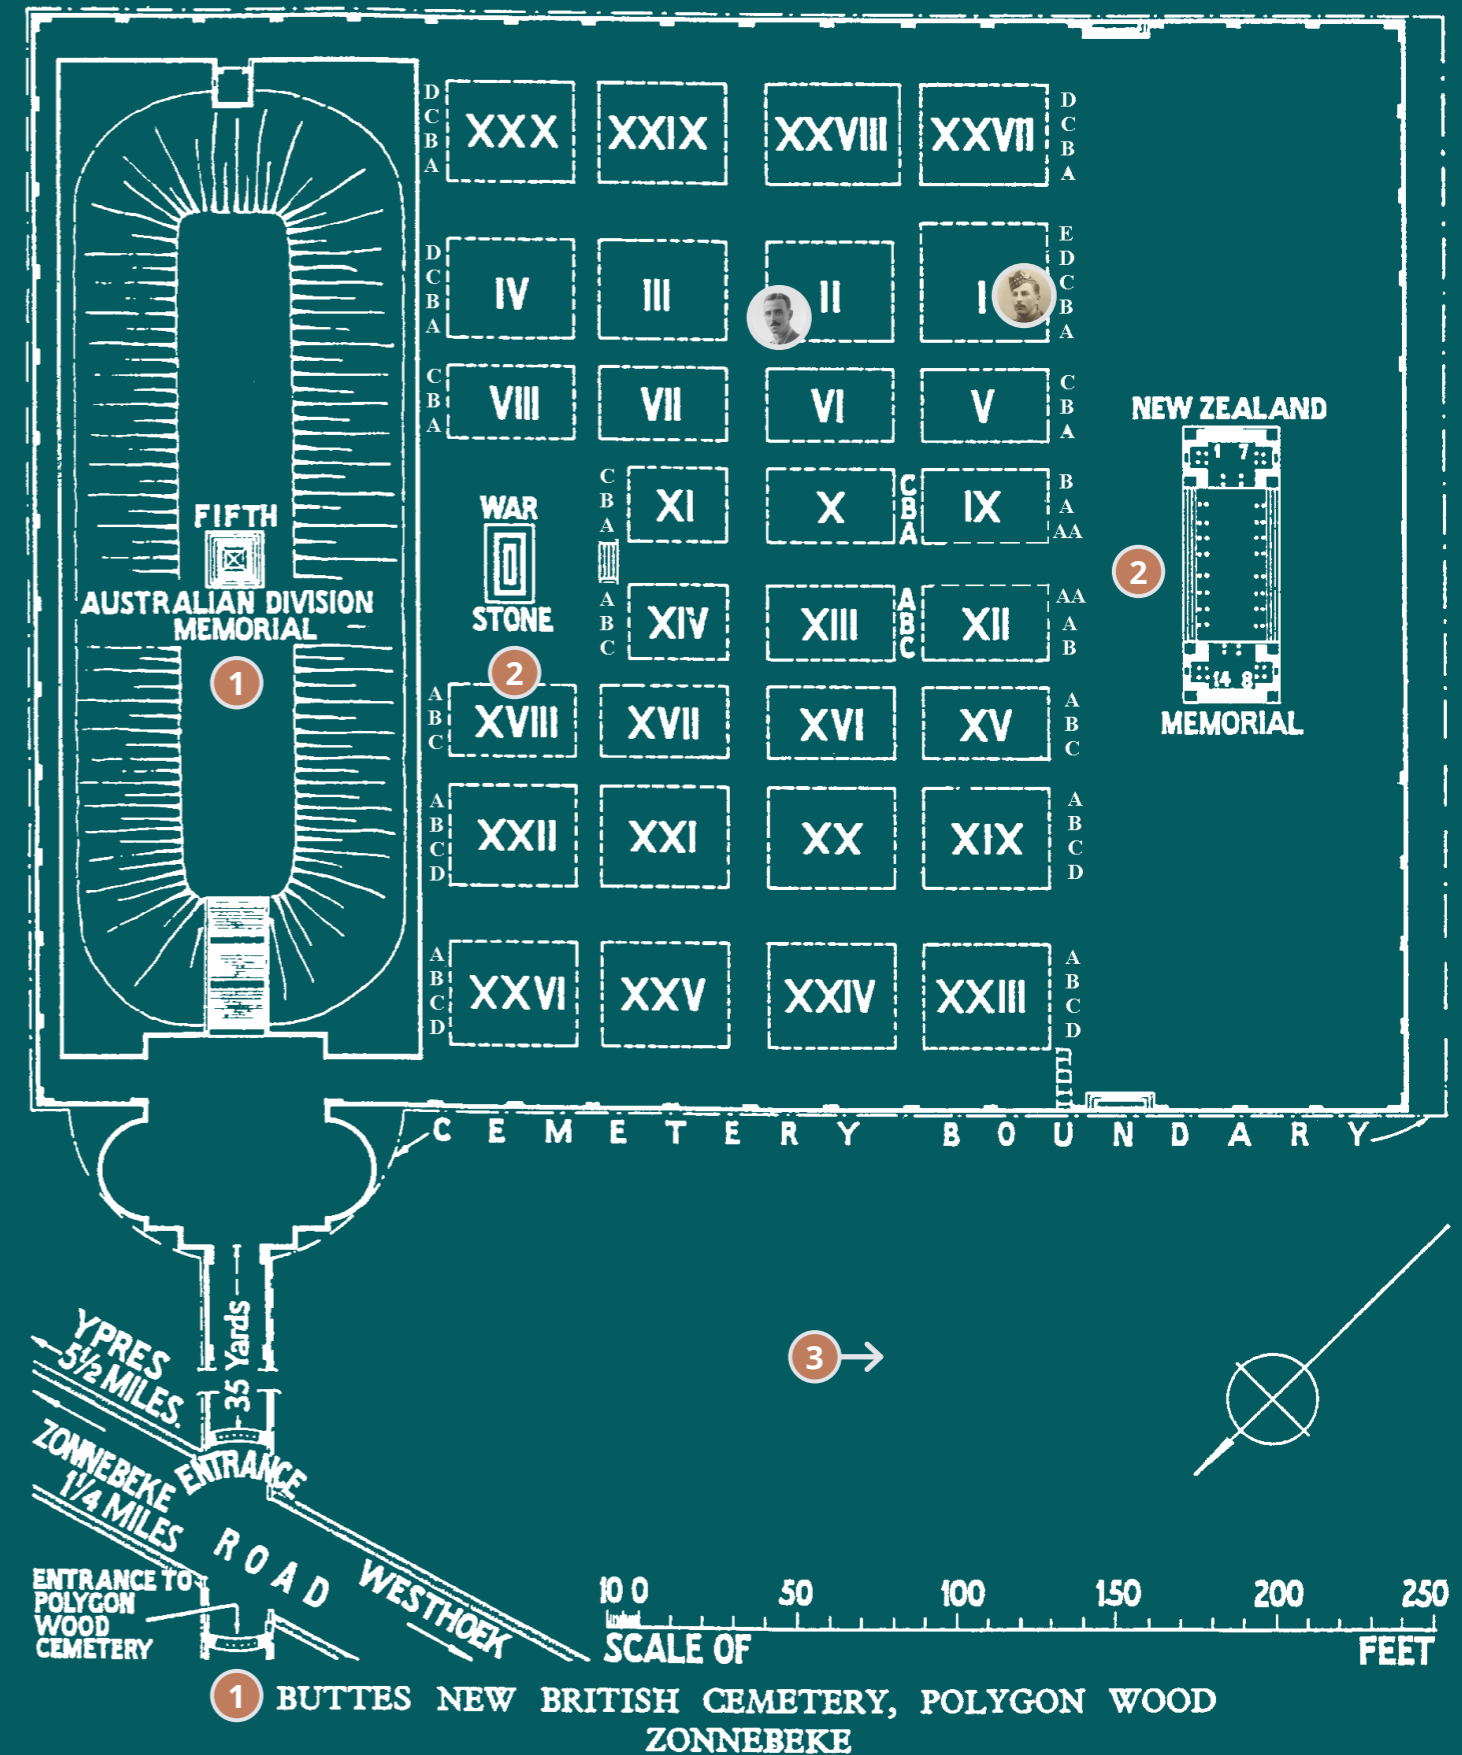 D
C
B
A
XXX
XXIX
XXVIII
XXVII
D
C
B
A
D
C
B
A
IV
III
II
I
E
D
C
B
A
C
B
A
VIII
VII
VI
V
C
B
A
NEW ZEALAND
1 7
C
B
A
XI
X
C
B
A
IX
B
A
AA
WAR
STONE
FIFTH
AUSTRALIAN DIVISION
MEMORIAL
1
2
2
A
B
C
XIV
XIII
A
B
C
XII
AA
A
B
14 8
MEMORIAL
A
B
C
XVIII
XVII
XVI
XV
A
B
C
A
B
C
D
XXII
XXI
XX
XIX
A
B
C
D
A
B
C
D
XXVI
XXV
XXIV
XXIII
A
B
C
D
CEMETERY BOUNDARY
35 Yards
YPRES
5½ MILES.
ZONNEBEKE
1¼ MILES
ENTRANCE
ROAD
WESTHOEK
ENTRANCE TO
POLYGON
WOOD
CEMETERY
3
10 0 50 100 150 200 250
SCALE OF FEET
1 BUTTES NEW BRITISH CEMETERY, POLYGON WOOD
ZONNEBEKE